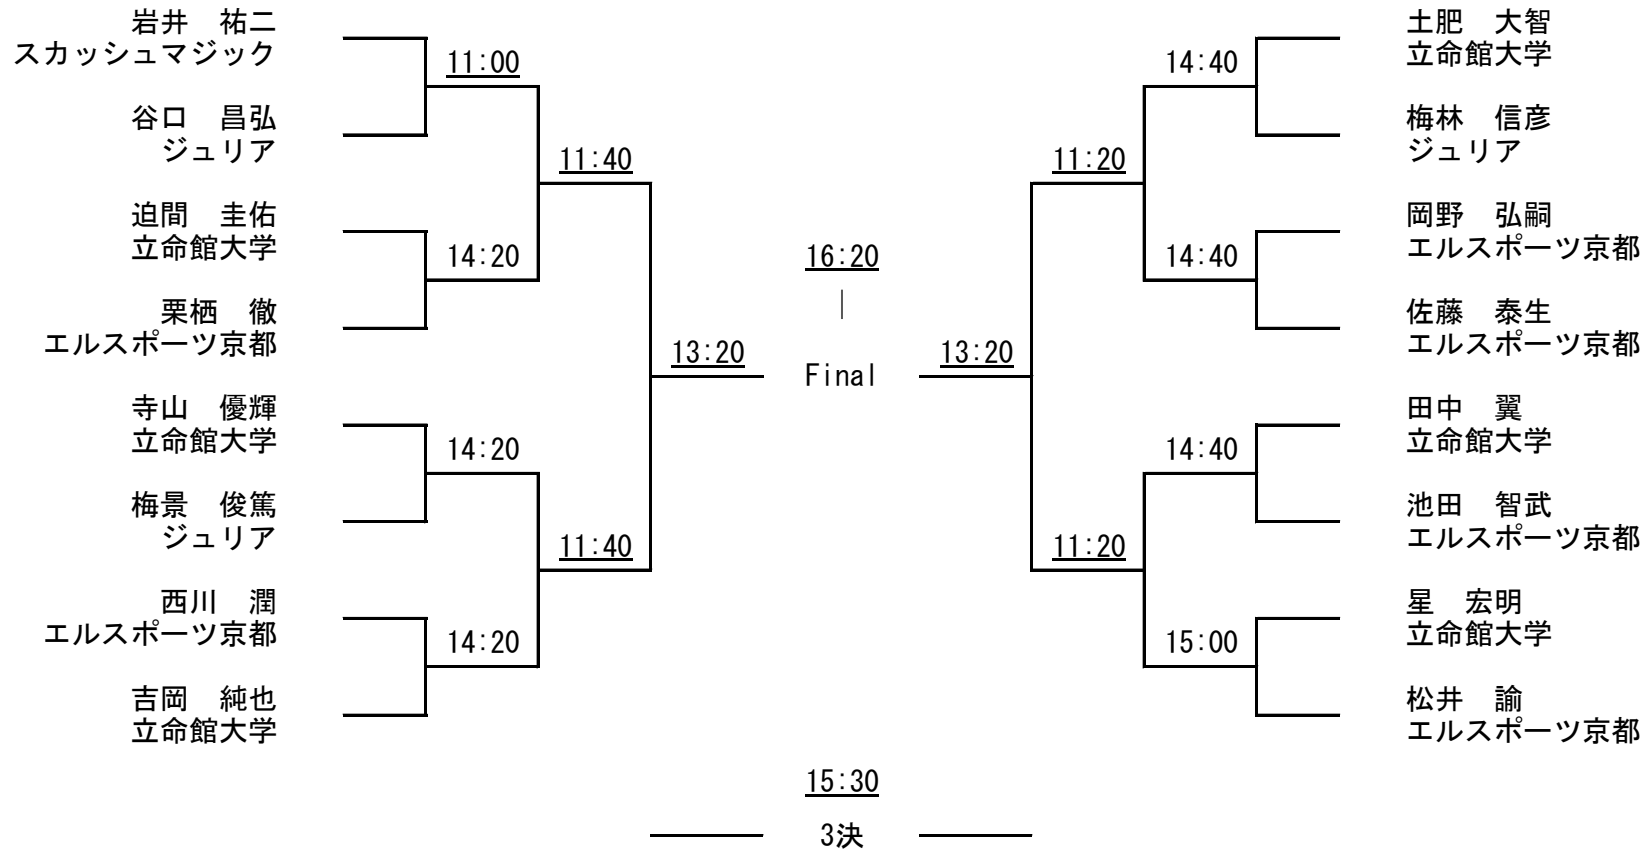 岩井　祐二
スカッシュマジック
11:00
谷口　昌弘
ジュリア
11:40
迫間　圭佑
立命館大学
14:20
栗栖　徹
エルスポーツ京都
13:20
寺山　優輝
立命館大学
14:20
梅景　俊篤
ジュリア
11:40
西川　潤
エルスポーツ京都
14:20
吉岡　純也
立命館大学
16:20
｜
Final
15:30
3決
土肥　大智
立命館大学
14:40
梅林　信彦
ジュリア
11:20
岡野　弘嗣
エルスポーツ京都
14:40
佐藤　泰生
エルスポーツ京都
13:20
田中　翼
立命館大学
14:40
池田　智武
エルスポーツ京都
11:20
星　宏明
立命館大学
15:00
松井　諭
エルスポーツ京都